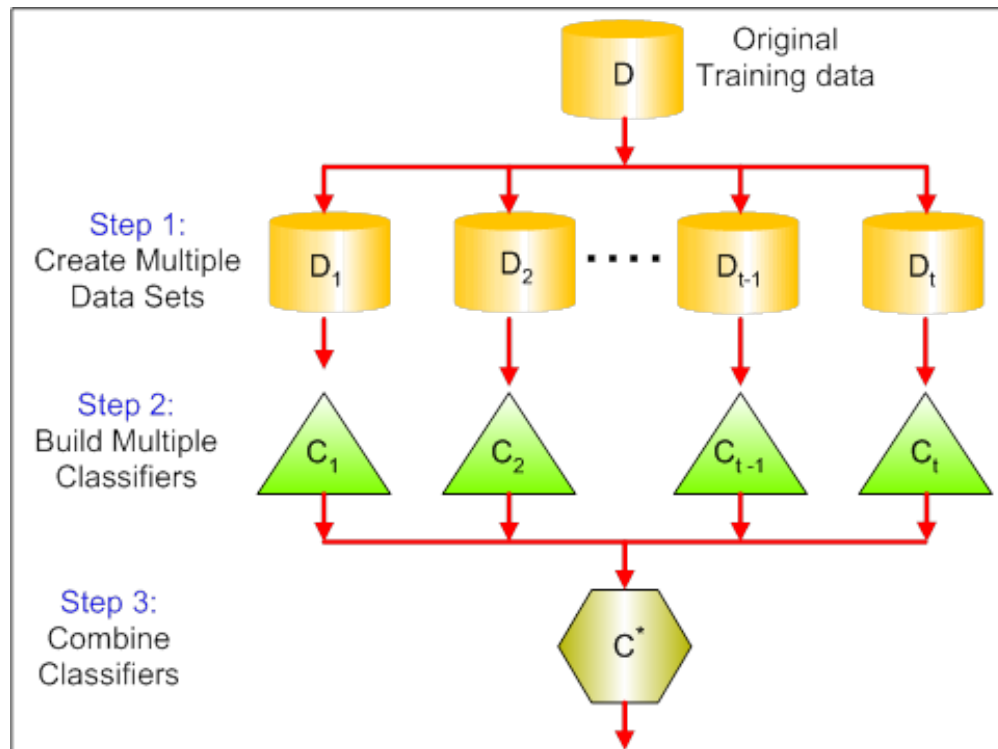 D
Original
Training data
Step 1:
Create Multiple
Data Sets
D1
D2
....
Dt-1
Dt
Step 2:
Build Multiple
Classifiers
C1
C2
Ct -1
Ct
Step 3:
Combine
Classifiers
C*